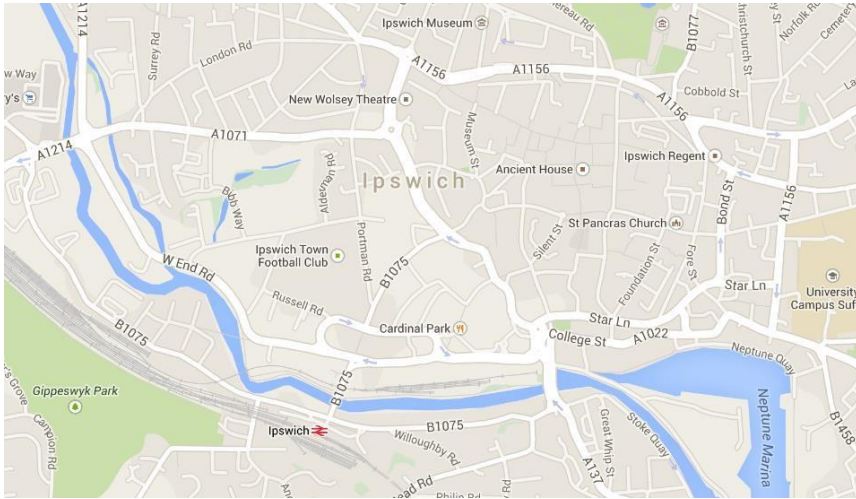 A1214
Surrey Rd
London Rd
Ipswich Museum
B1077
Norfolk Rd
Cemetery
A1156
A1156
A1156
Cobbold St
New Wolsey Theatre
A1071
A1214
Museum St
Ancient House
Ipswich Regent
A1156
Ipswich
Alderman Rd
Bibb Way
Portman Rd
Bond St
St Pancras Church
Silent St
Foundation St
Fore St
Ipswich Town
Football Club
B1075
W End Rd
University
Campus Suf
Star Ln
Russell Rd
Star Ln
Cardinal Park
College St
A1022
B1075
Neptune Quay
Gippeswyk Park
B1075
Neptune Marina
Campion Rd
Ipswich
B1075
Willoughby Rd
Great Whip St
Stoke Quay
B1458
A137
Philip Rd